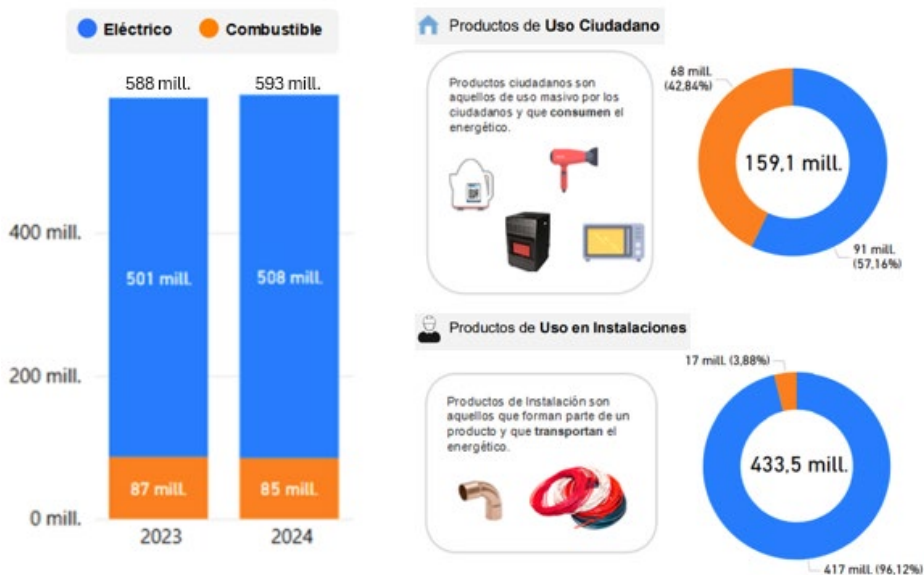 Eléctrico
Combustible
588 mill.
593 mill.
400 mill.
501 mill.
508 mill.
200 mill.
87 mill.
85 mill.
0 mill.
2023
2024
Productos de Uso Ciudadano
Productos ciudadanos son
aquellos de uso masivo por los
ciudadanos y que consumen el
energético.
68 mill.
(42,84%)
159,1 mill.
91 mill.
(57,16%)
Productos de Uso en Instalaciones
Productos de Instalación son
aquellos que forman parte de un
producto y que transportan el
energético.
17 mill. (3,88%)
433,5 mill.
417 mill. (96,12%)